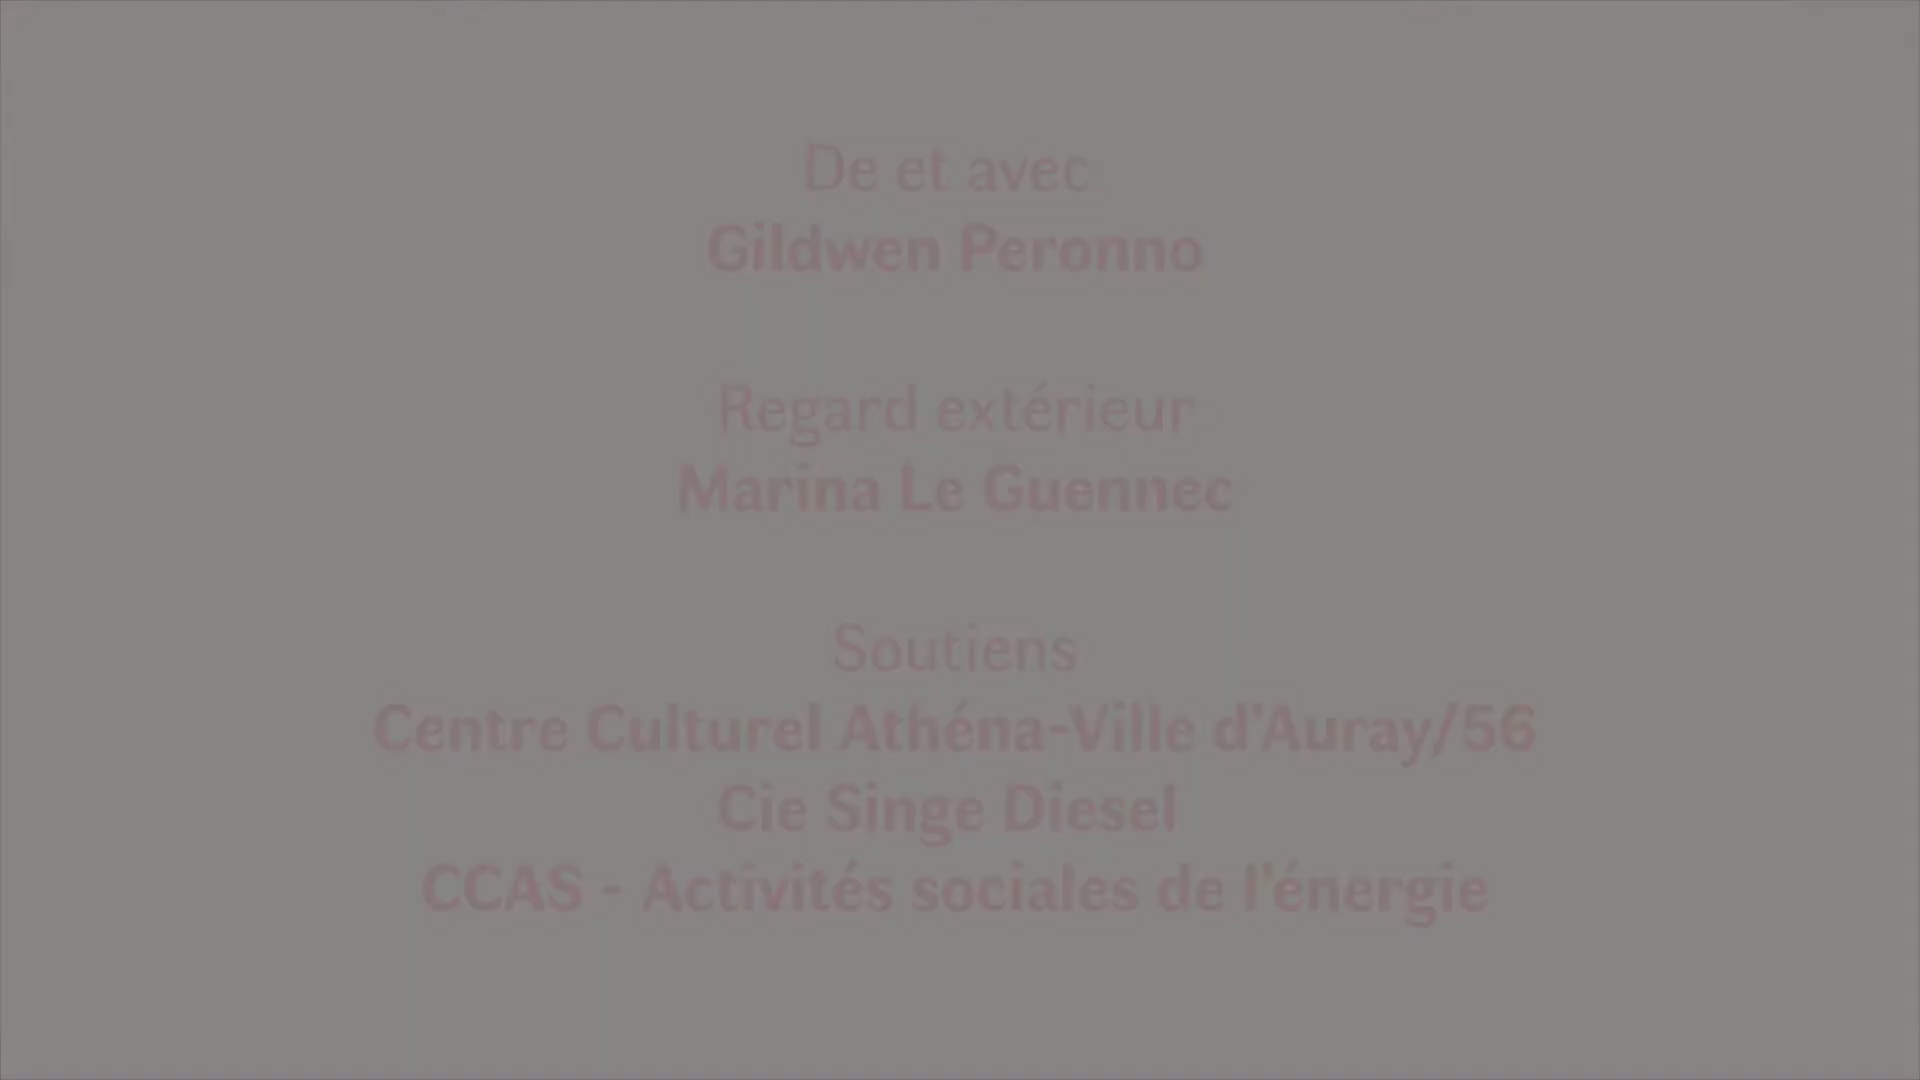 De et avec
Gildwen Peronno
Regard extérieur
Marina Le Guennec
Soutiens
Centre Culturel Athéna-Ville d'Auray/56
Cie Singe Diesel
CCAS - Activités sociales de l'énergie